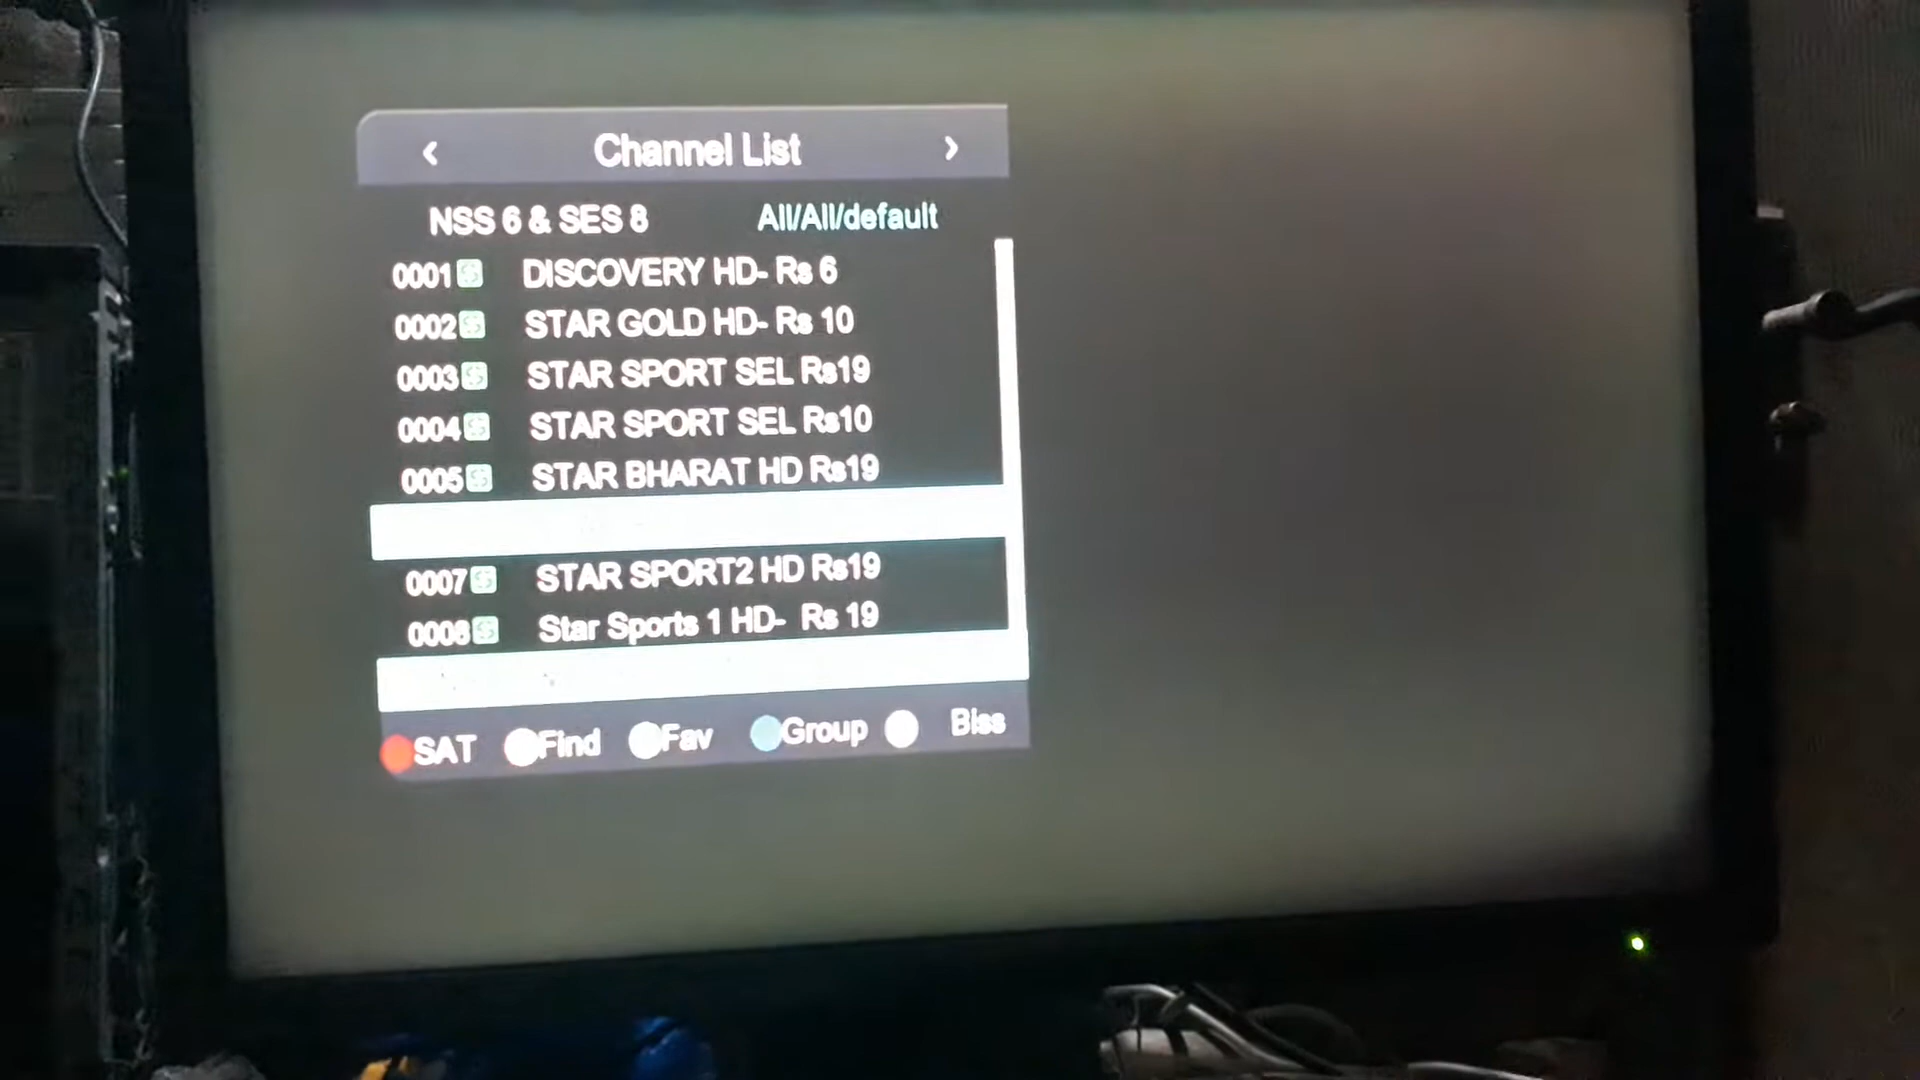 ‹ Channel List ›
NSS 6 & SES 8 All/All/default
0001 $ DISCOVERY HD- Rs 6
0002 $ STAR GOLD HD- Rs 10
0003 $ STAR SPORT SEL Rs19
0004 $ STAR SPORT SEL Rs10
0005 $ STAR BHARAT HD Rs19
0007 $ STAR SPORT2 HD Rs19
0008 $ Star Sports 1 HD- Rs 19
SAT Find Fav Group Biss